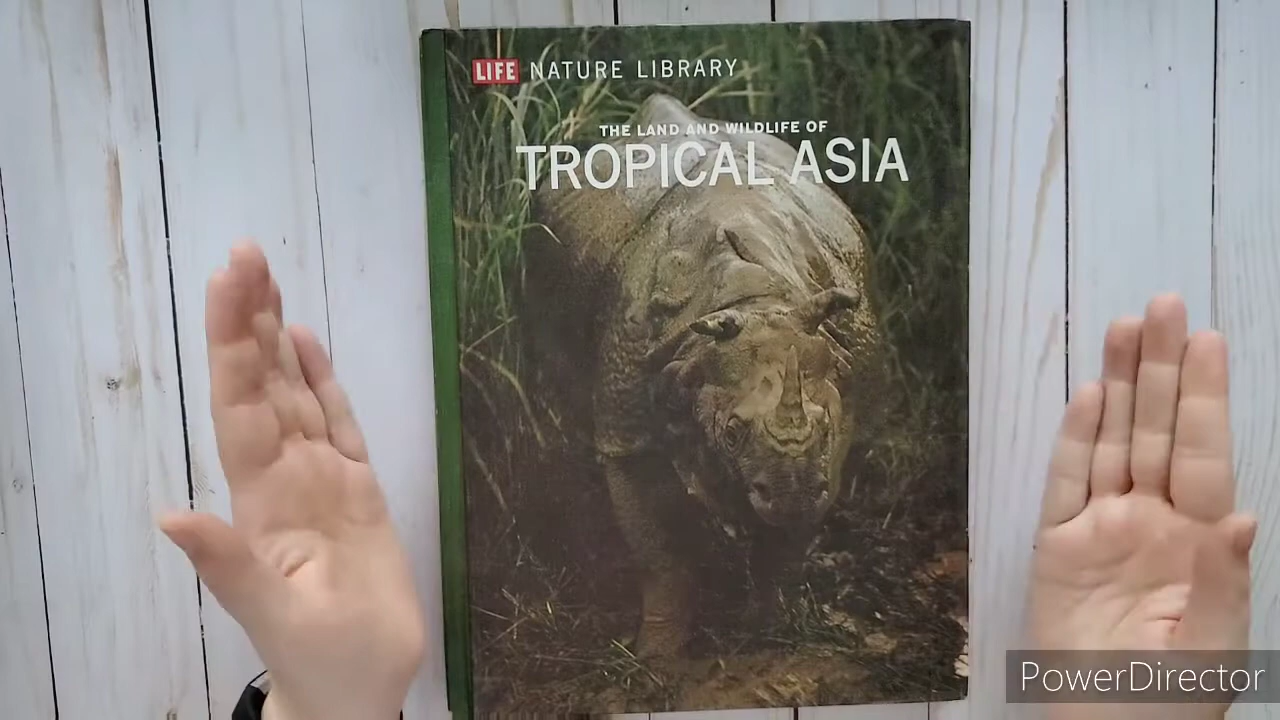 LIFE NATURE LIBRARY
THE LAND AND WILDLIFE OF
TROPICAL ASIA
PowerDirector